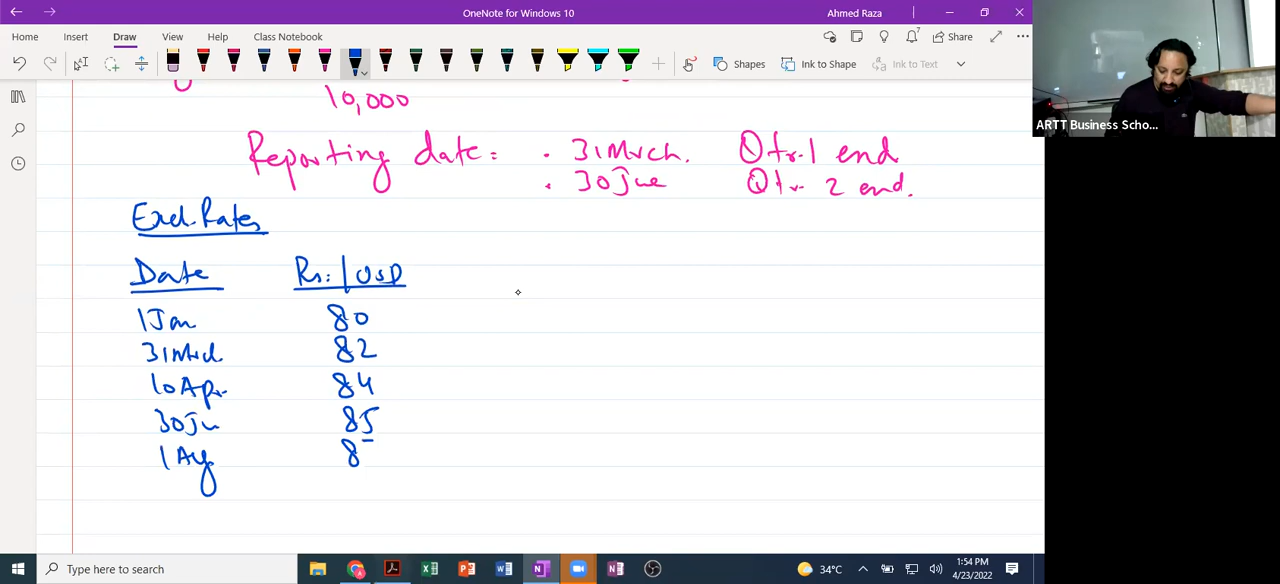 OneNote for Windows 10
Ahmed Raza
Home Insert Draw View Help Class Notebook
Share
Shapes Ink to Shape Ink to Text
ARTT Business Scho...
10,000
Reporting date: . 31 Mrch. Qtr.1 end
. 30 June Qtr. 2 end.
Exch. Rates
Date Rs: / USD
1 Jan 80
31 Mrch 82
10 Apr. 84
30 Ju 85
1 Aug 8
Type here to search
34°C
1:54 PM
4/23/2022